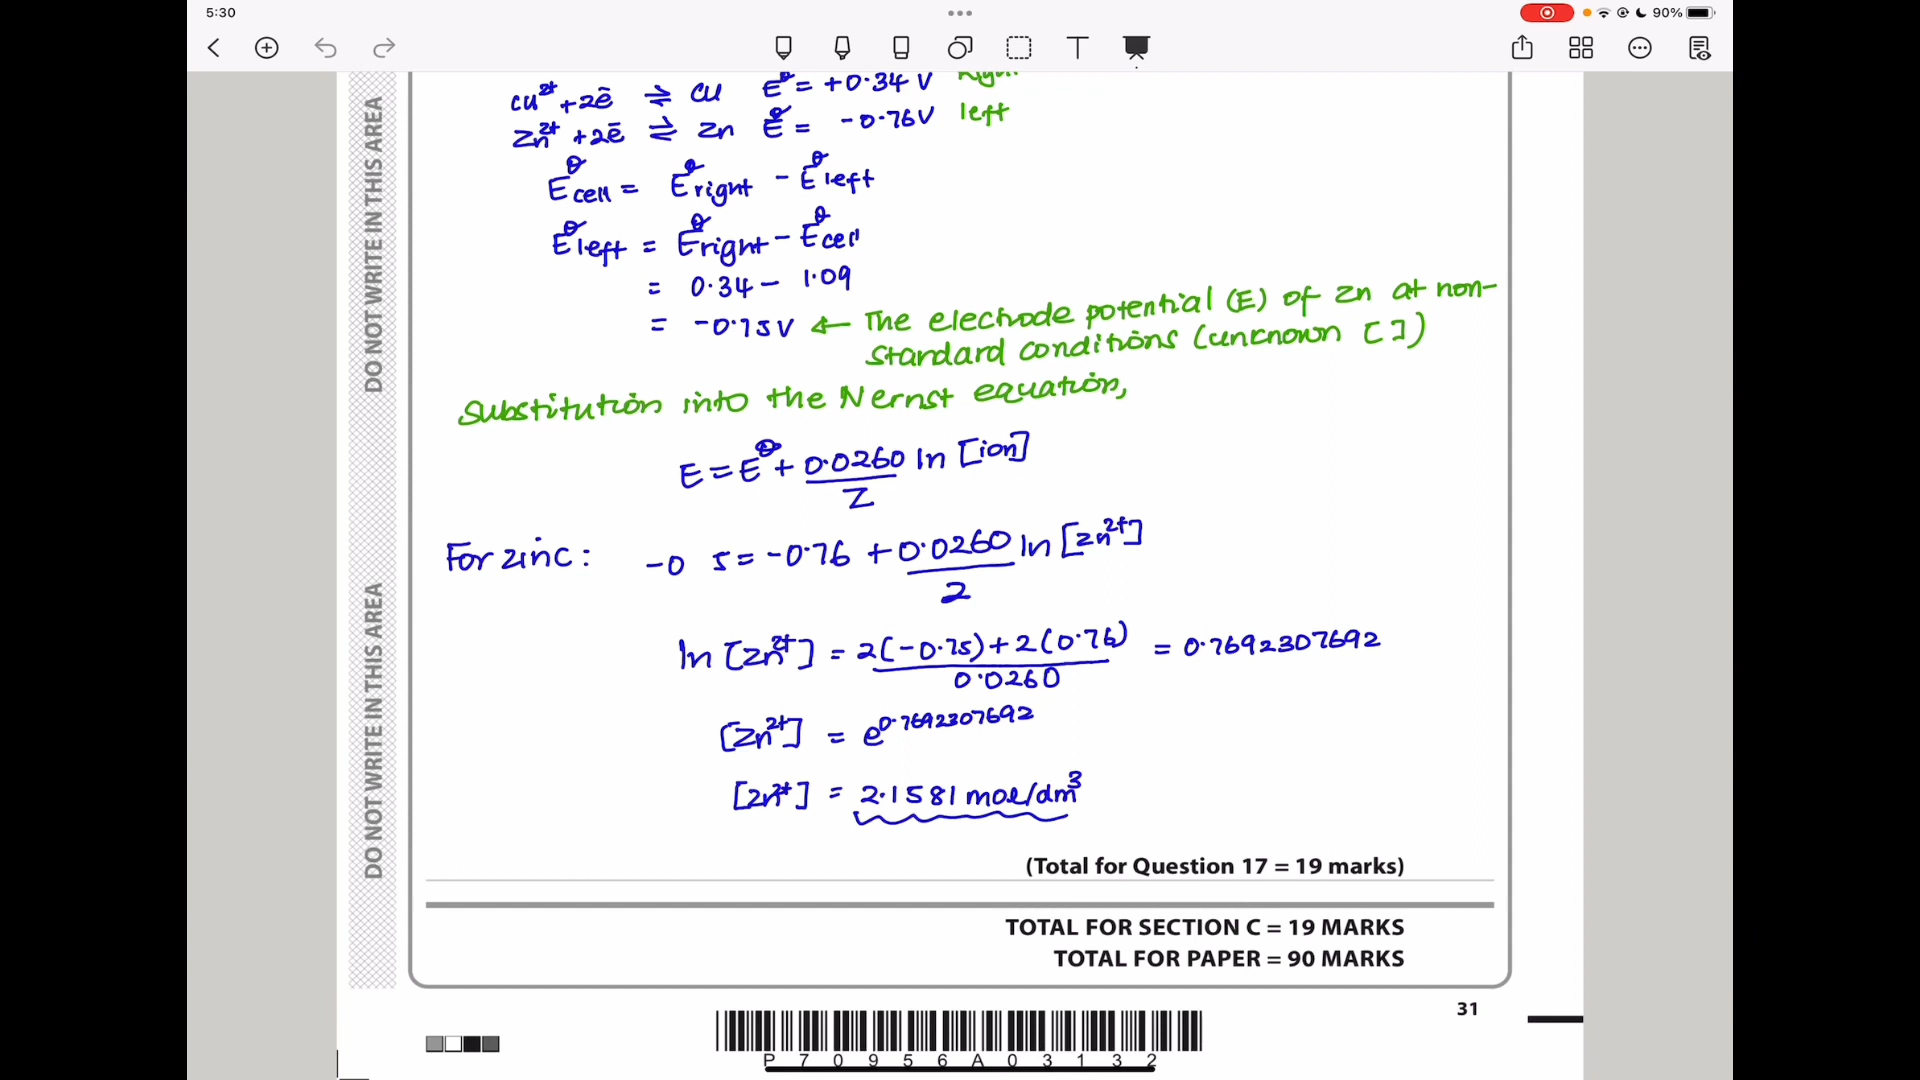 5:30
90%
DO NOT WRITE IN THIS AREA
DO NOT WRITE IN THIS AREA
Cu²⁺ + 2ē ⇌ Cu E⦵ = +0.34 V
Zn²⁺ + 2ē ⇌ Zn E⦵ = -0.76V left
E⦵cell = E⦵right - E⦵left
E⦵left = E⦵right - E⦵cell
= 0.34 - 1.09
= -0.75V ← The electrode potential (E) of Zn at non-
standard conditions (unknown [ ])
Substitution into the Nernst equation,
E = E⦵ + 0.0260/Z ln [ion]
For zinc: -0 5 = -0.76 + 0.0260/2 ln [Zn²⁺]
ln [Zn²⁺] = 2(-0.75)+2(0.76)/0.0260 = 0.7692307692
[Zn²⁺] = e^0.7692307692
[Zn²⁺] = 2.1581 mol/dm³
(Total for Question 17 = 19 marks)
TOTAL FOR SECTION C = 19 MARKS
TOTAL FOR PAPER = 90 MARKS
31
P 7 0 9 5 6 A 0 3 1 3 2